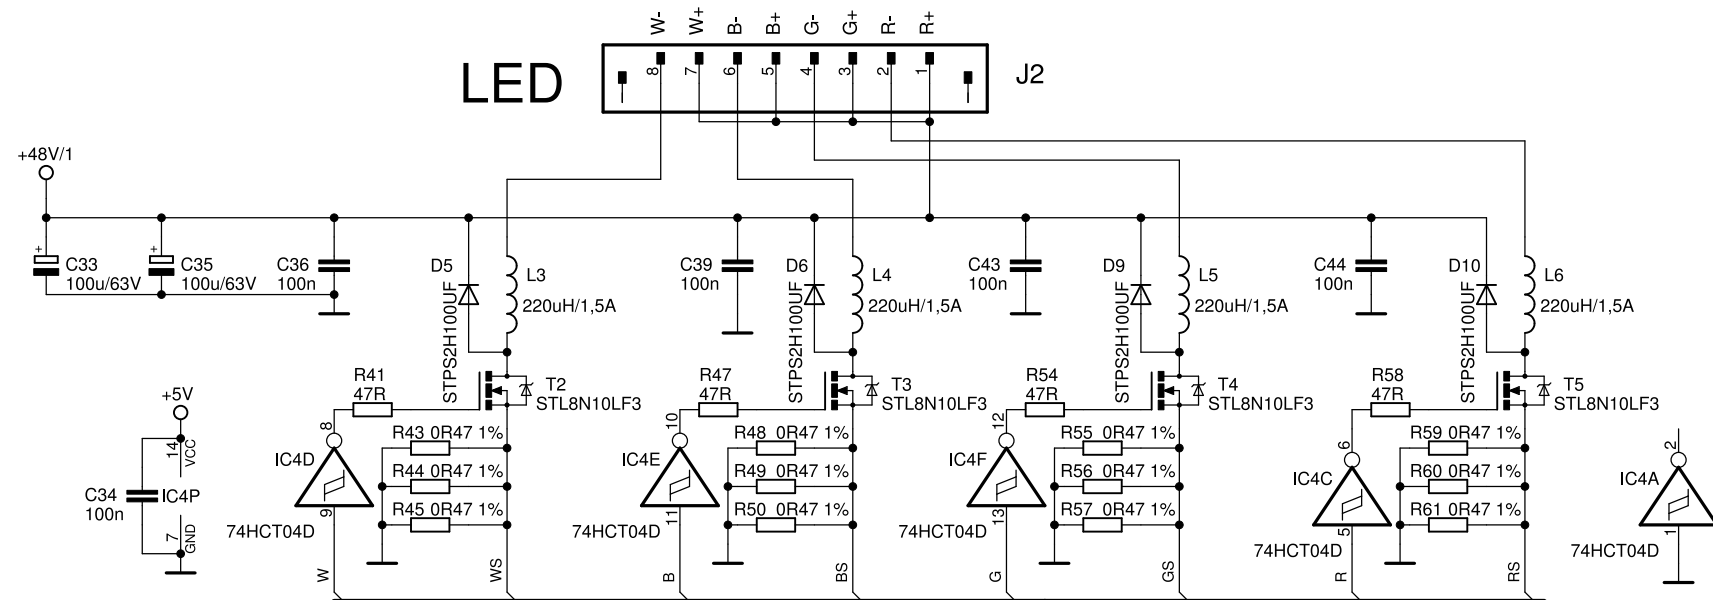 W-
W+
B-
B+
G-
G+
R-
R+
LED
8
7
6
5
4
3
2
1
J2
+48V/1
+
C33
100u/63V
+
C35
100u/63V
C36
100n
D5
STPS2H100UF
L3
220uH/1,5A
C39
100n
D6
STPS2H100UF
L4
220uH/1,5A
C43
100n
D9
STPS2H100UF
L5
220uH/1,5A
C44
100n
D10
STPS2H100UF
L6
220uH/1,5A
+5V
14
VCC
C34
100n
IC4P
7
GND
R41
47R
T2
STL8N10LF3
8
IC4D
9
74HCT04D
R43 0R47 1%
R44 0R47 1%
R45 0R47 1%
W
WS
R47
47R
T3
STL8N10LF3
10
IC4E
11
74HCT04D
R48 0R47 1%
R49 0R47 1%
R50 0R47 1%
B
BS
R54
47R
T4
STL8N10LF3
12
IC4F
13
74HCT04D
R55 0R47 1%
R56 0R47 1%
R57 0R47 1%
G
GS
R58
47R
T5
STL8N10LF3
6
IC4C
5
74HCT04D
R59 0R47 1%
R60 0R47 1%
R61 0R47 1%
R
RS
2
IC4A
1
74HCT04D